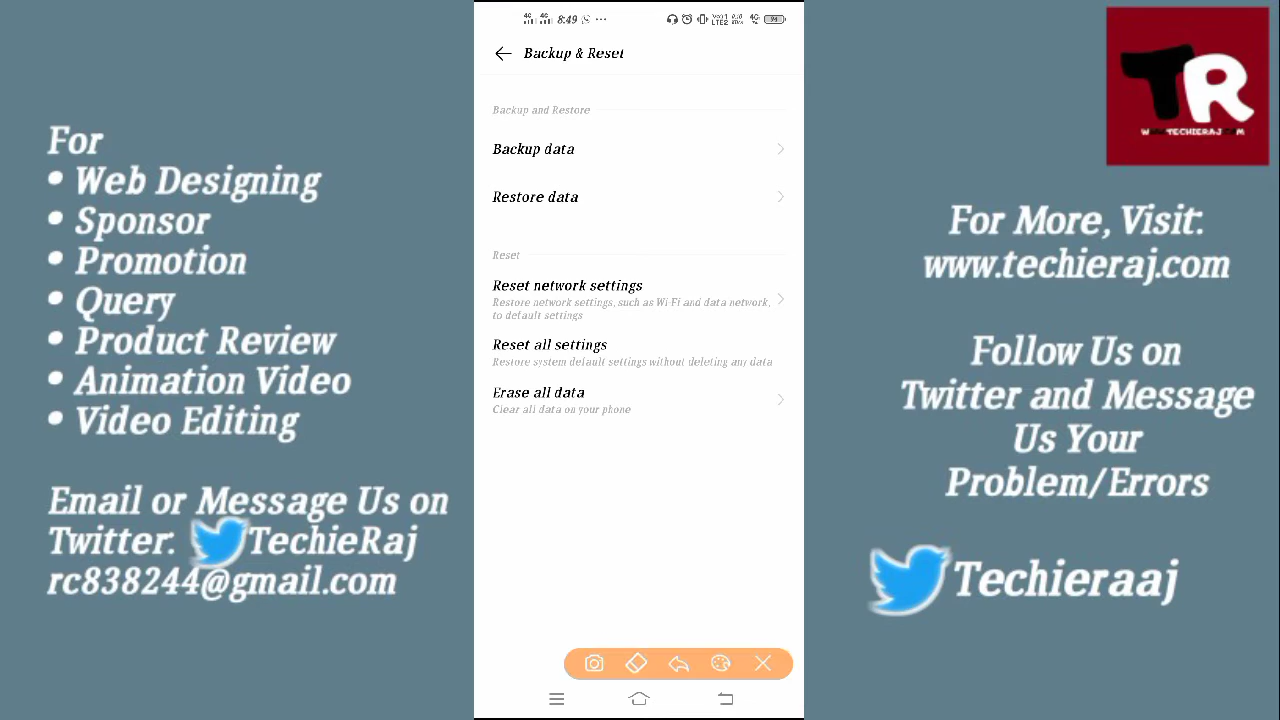 For
• Web Designing
• Sponsor
• Promotion
• Query
• Product Review
• Animation Video
• Video Editing
Email or Message Us on
Twitter: TechieRaj
rc838244@gmail.com
8:49
Backup & Reset
Backup and Restore
Backup data
Restore data
Reset
Reset network settings
Restore network settings, such as Wi-Fi and data network,
to default settings
Reset all settings
Restore system default settings without deleting any data
Erase all data
Clear all data on your phone
TR
WWW.TECHIERAJ.COM
For More, Visit:
www.techieraj.com
Follow Us on
Twitter and Message
Us Your
Problem/Errors
Techieraaj